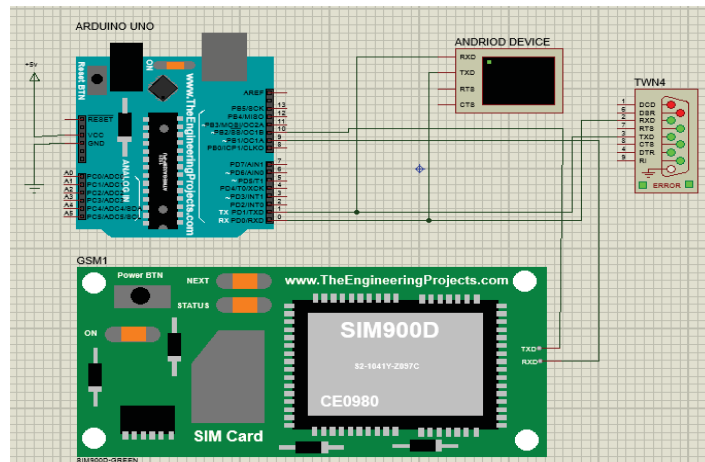 ARDUINO UNO
+5v
Reset BTN
ON
www.TheEngineeringProjects.com
RESET
VCC
GND
ANALOG IN
A0 PC0/ADC0
A1 PC1/ADC1
A2 PC2/ADC2
A3 PC3/ADC3
A4 PC4/ADC4/SDA
A5 PC5/ADC5/SCL
AREF
PB5/SCK 13
PB4/MISO 12
~PB3/MOSI/OC2A 11
~PB2/SS/OC1B 10
~PB1/OC1A 9
PB0/ICP1/CLKO 8
PD7/AIN1 7
~PD6/AIN0 6
~PD5/T1 5
PD4/T0/XCK 4
~PD3/INT1 3
PD2/INT0 2
TX PD1/TXD 1
RX PD0/RXD 0
ANDRIOD DEVICE
RXD
TXD
RTS
CTS
TWN4
1 DCD
6 DSR
2 RXD
7 RTS
3 TXD
8 CTS
4 DTR
9 RI
ERROR
GSM1
Power BTN
NEXT
STATUS
ON
SIM Card
www.TheEngineeringProjects.com
SIM900D
S2-1041Y-Z097C
CE0980
TXD
RXD
SIM900D-GREEN